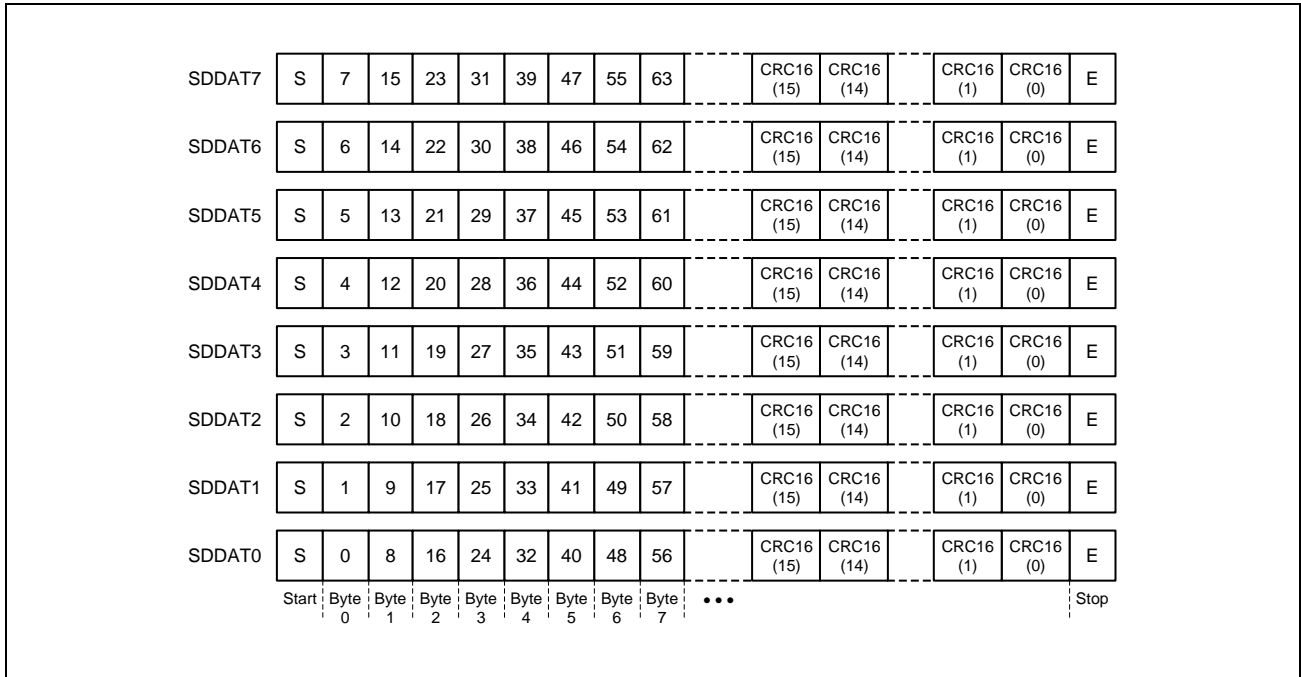 SDDAT7 S 7 15 23 31 39 47 55 63 CRC16 (15) CRC16 (14) CRC16 (1) CRC16 (0) E
SDDAT6 S 6 14 22 30 38 46 54 62 CRC16 (15) CRC16 (14) CRC16 (1) CRC16 (0) E
SDDAT5 S 5 13 21 29 37 45 53 61 CRC16 (15) CRC16 (14) CRC16 (1) CRC16 (0) E
SDDAT4 S 4 12 20 28 36 44 52 60 CRC16 (15) CRC16 (14) CRC16 (1) CRC16 (0) E
SDDAT3 S 3 11 19 27 35 43 51 59 CRC16 (15) CRC16 (14) CRC16 (1) CRC16 (0) E
SDDAT2 S 2 10 18 26 34 42 50 58 CRC16 (15) CRC16 (14) CRC16 (1) CRC16 (0) E
SDDAT1 S 1 9 17 25 33 41 49 57 CRC16 (15) CRC16 (14) CRC16 (1) CRC16 (0) E
SDDAT0 S 0 8 16 24 32 40 48 56 CRC16 (15) CRC16 (14) CRC16 (1) CRC16 (0) E
Start Byte 0 Byte 1 Byte 2 Byte 3 Byte 4 Byte 5 Byte 6 Byte 7 ••• Stop